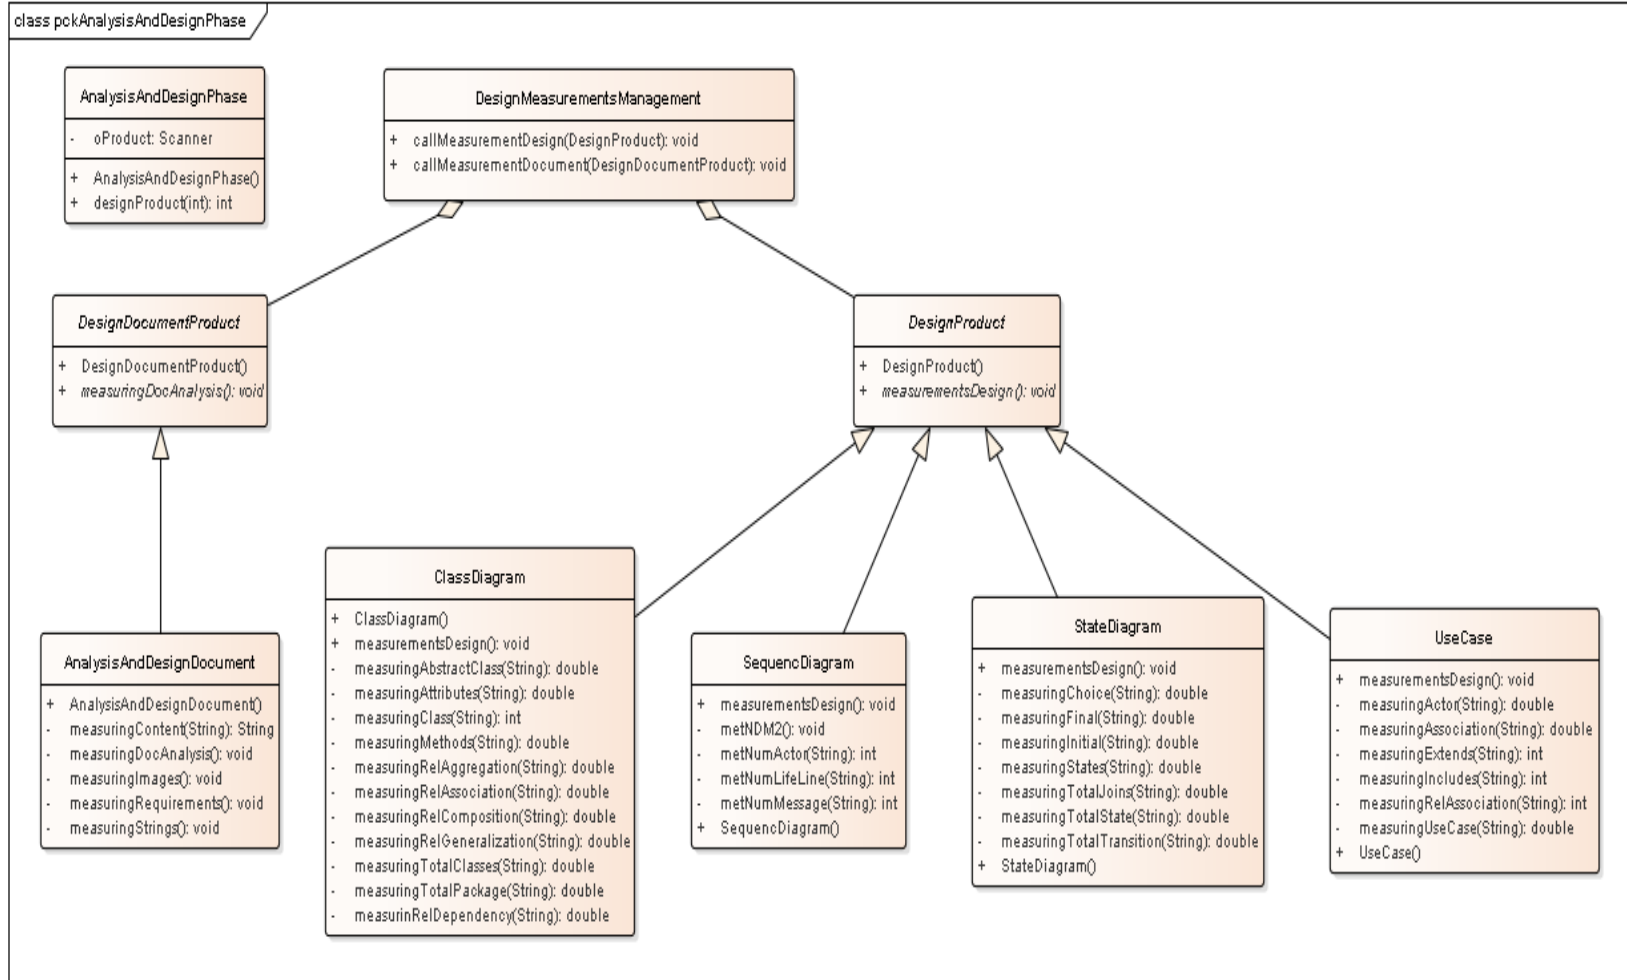 class pckAnalysisAndDesignPhase
AnalysisAndDesignPhase
- oProduct: Scanner
+ AnalysisAndDesignPhase()
+ designProduct(int): int
DesignMeasurementsManagement
+ callMeasurementDesign(DesignProduct): void
+ callMeasurementDocument(DesignDocumentProduct): void
DesignDocumentProduct
+ DesignDocumentProduct()
+ measuringDocAnalysis(): void
DesignProduct
+ DesignProduct()
+ measurementsDesign(): void
AnalysisAndDesignDocument
+ AnalysisAndDesignDocument()
- measuringContent(String): String
- measuringDocAnalysis(): void
- measuringImages(): void
- measuringRequirements(): void
- measuringStrings(): void
ClassDiagram
+ ClassDiagram()
+ measurementsDesign(): void
- measuringAbstractClass(String): double
- measuringAttributes(String): double
- measuringClass(String): int
- measuringMethods(String): double
- measuringRelAggregation(String): double
- measuringRelAssociation(String): double
- measuringRelComposition(String): double
- measuringRelGeneralization(String): double
- measuringTotalClasses(String): double
- measuringTotalPackage(String): double
- measurinRelDependency(String): double
SequencDiagram
+ measurementsDesign(): void
- metNDM2(): void
- metNumActor(String): int
- metNumLifeLine(String): int
- metNumMessage(String): int
+ SequencDiagram()
StateDiagram
+ measurementsDesign(): void
- measuringChoice(String): double
- measuringFinal(String): double
- measuringInitial(String): double
- measuringStates(String): double
- measuringTotalJoins(String): double
- measuringTotalState(String): double
- measuringTotalTransition(String): double
+ StateDiagram()
UseCase
+ measurementsDesign(): void
- measuringActor(String): double
- measuringAssociation(String): double
- measuringExtends(String): int
- measuringIncludes(String): int
- measuringRelAssociation(String): int
- measuringUseCase(String): double
+ UseCase()